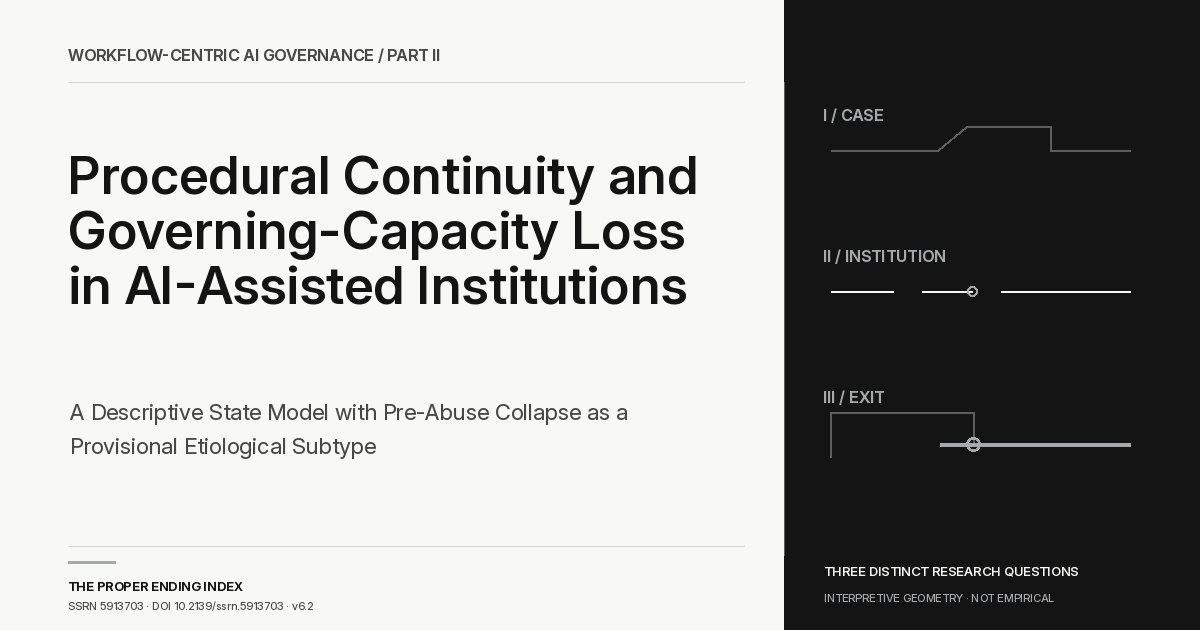 WORKFLOW-CENTRIC AI GOVERNANCE / PART II
Procedural Continuity and
Governing-Capacity Loss
in AI-Assisted Institutions
A Descriptive State Model with Pre-Abuse Collapse as a
Provisional Etiological Subtype
THE PROPER ENDING INDEX
SSRN 5913703 · DOI 10.2139/ssrn.5913703 · v6.2
I / CASE
II / INSTITUTION
III / EXIT
THREE DISTINCT RESEARCH QUESTIONS
INTERPRETIVE GEOMETRY · NOT EMPIRICAL